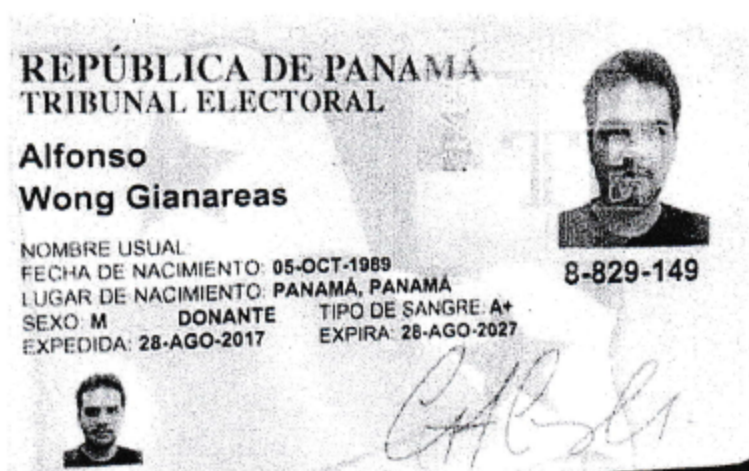 REPÚBLICA DE PANAMÁ
TRIBUNAL ELECTORAL
Alfonso
Wong Gianareas
NOMBRE USUAL:
FECHA DE NACIMIENTO: 05-OCT-1989
LUGAR DE NACIMIENTO: PANAMÁ, PANAMÁ
SEXO: M DONANTE TIPO DE SANGRE: A+
EXPEDIDA: 28-AGO-2017 EXPIRA: 28-AGO-2027
8-829-149